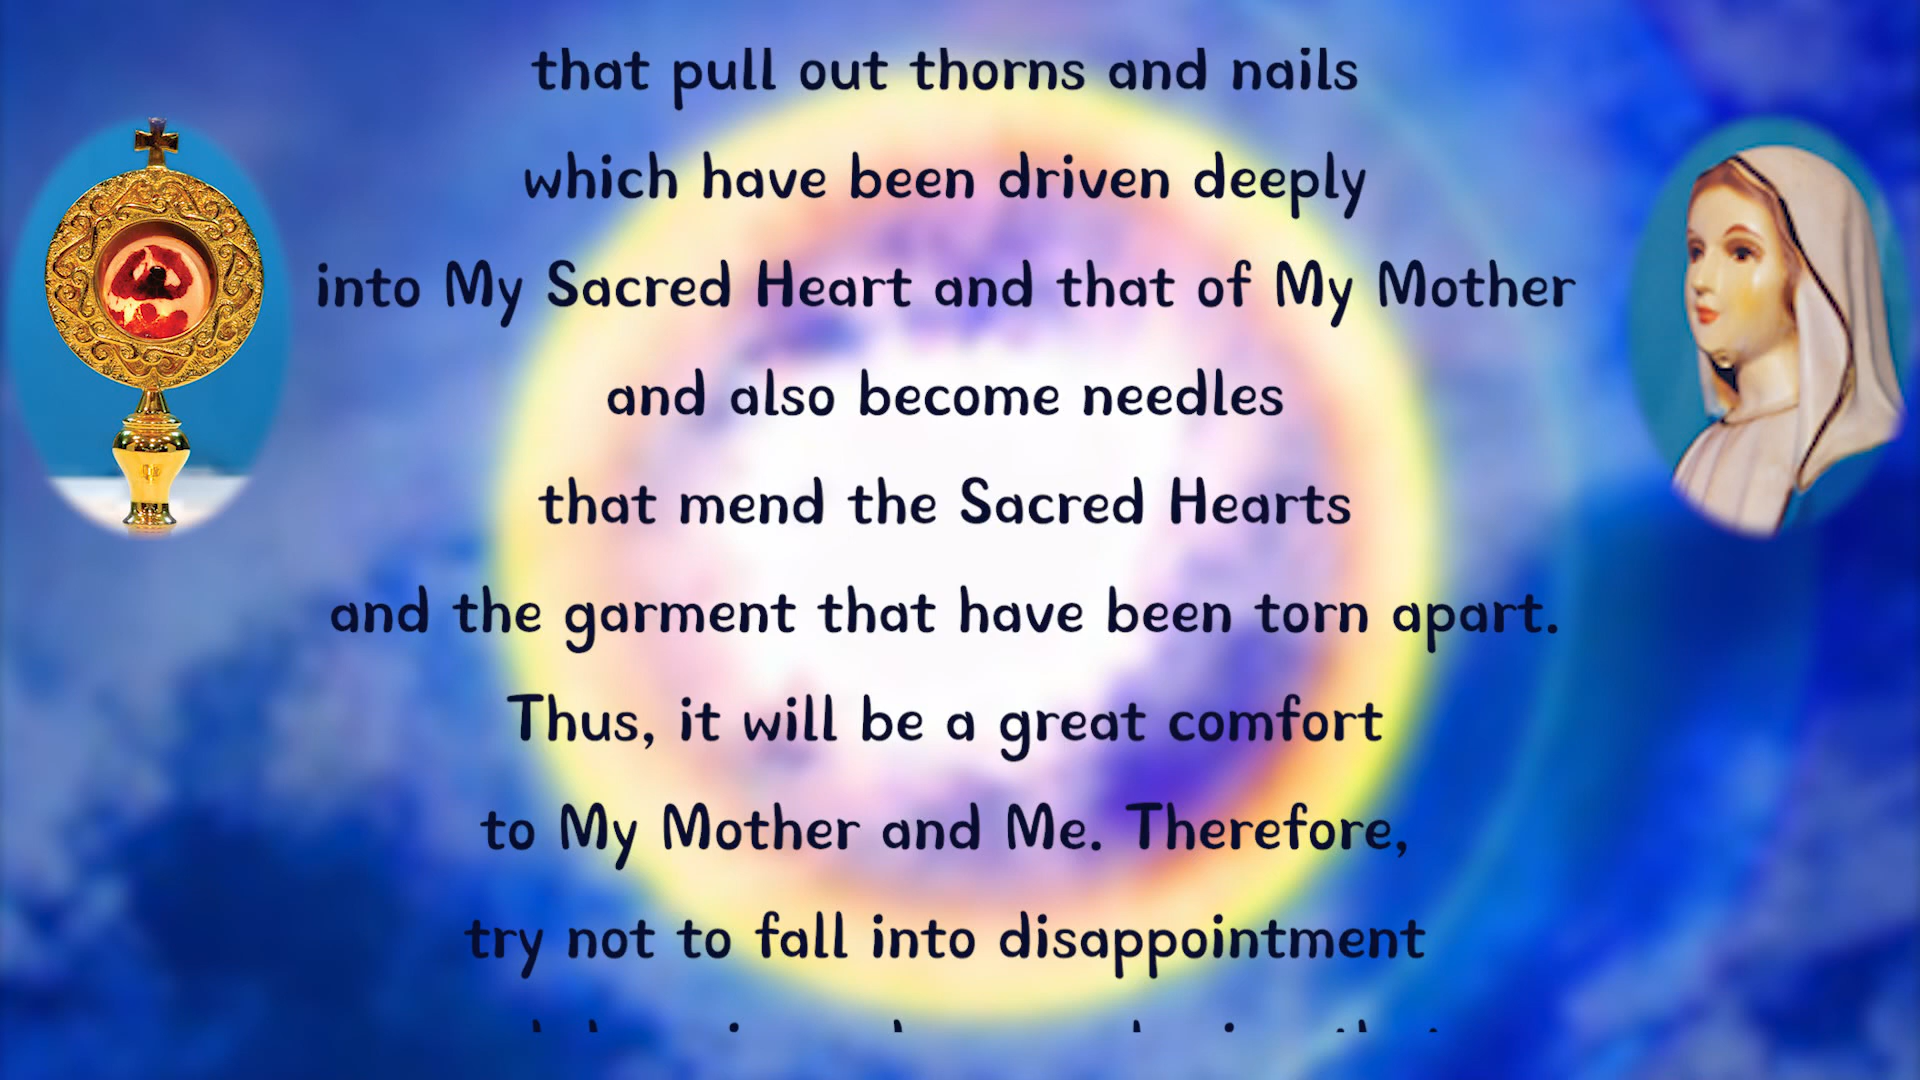 that pull out thorns and nails
which have been driven deeply
into My Sacred Heart and that of My Mother
and also become needles
that mend the Sacred Hearts
and the garment that have been torn apart.
Thus, it will be a great comfort
to My Mother and Me. Therefore,
try not to fall into disappointment